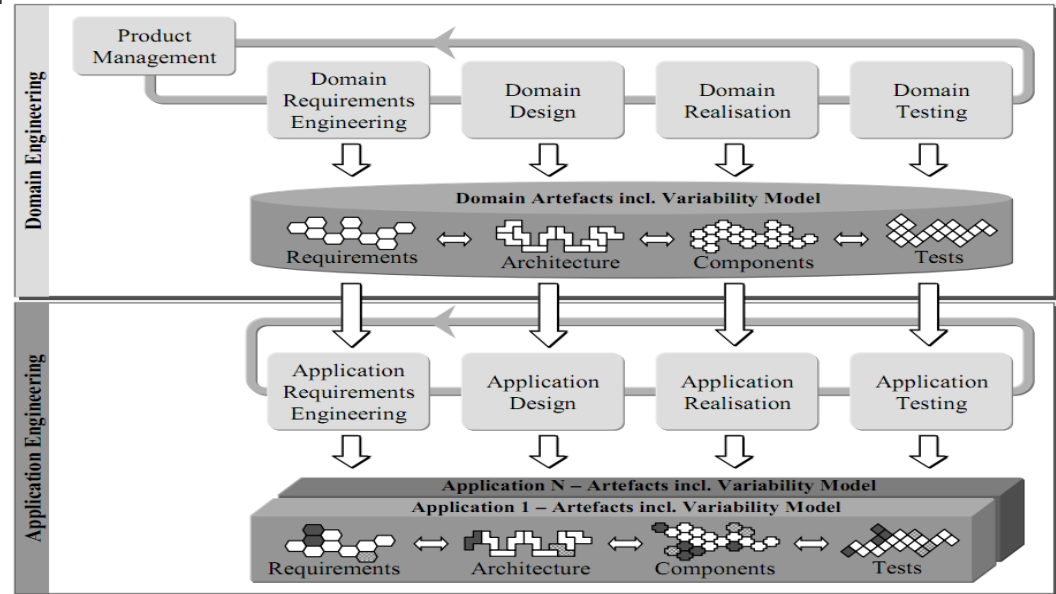 Domain Engineering
Product
Management
Domain
Requirements
Engineering
Domain
Design
Domain
Realisation
Domain
Testing
Domain Artefacts incl. Variability Model
Requirements
Architecture
Components
Tests
Application Engineering
Application
Requirements
Engineering
Application
Design
Application
Realisation
Application
Testing
Application N – Artefacts incl. Variability Model
Application 1 – Artefacts incl. Variability Model
Requirements
Architecture
Components
Tests